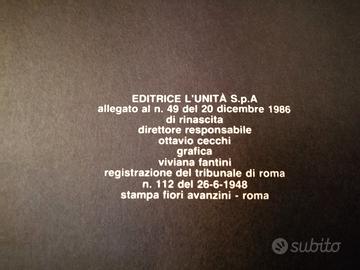 EDITRICE L'UNITÀ S.p.A
allegato al n. 49 del 20 dicembre 1986
di rinascita
direttore responsabile
ottavio cecchi
grafica
viviana fantini
registrazione del tribunale di roma
n. 112 del 26-6-1948
stampa fiori avanzini - roma
subito